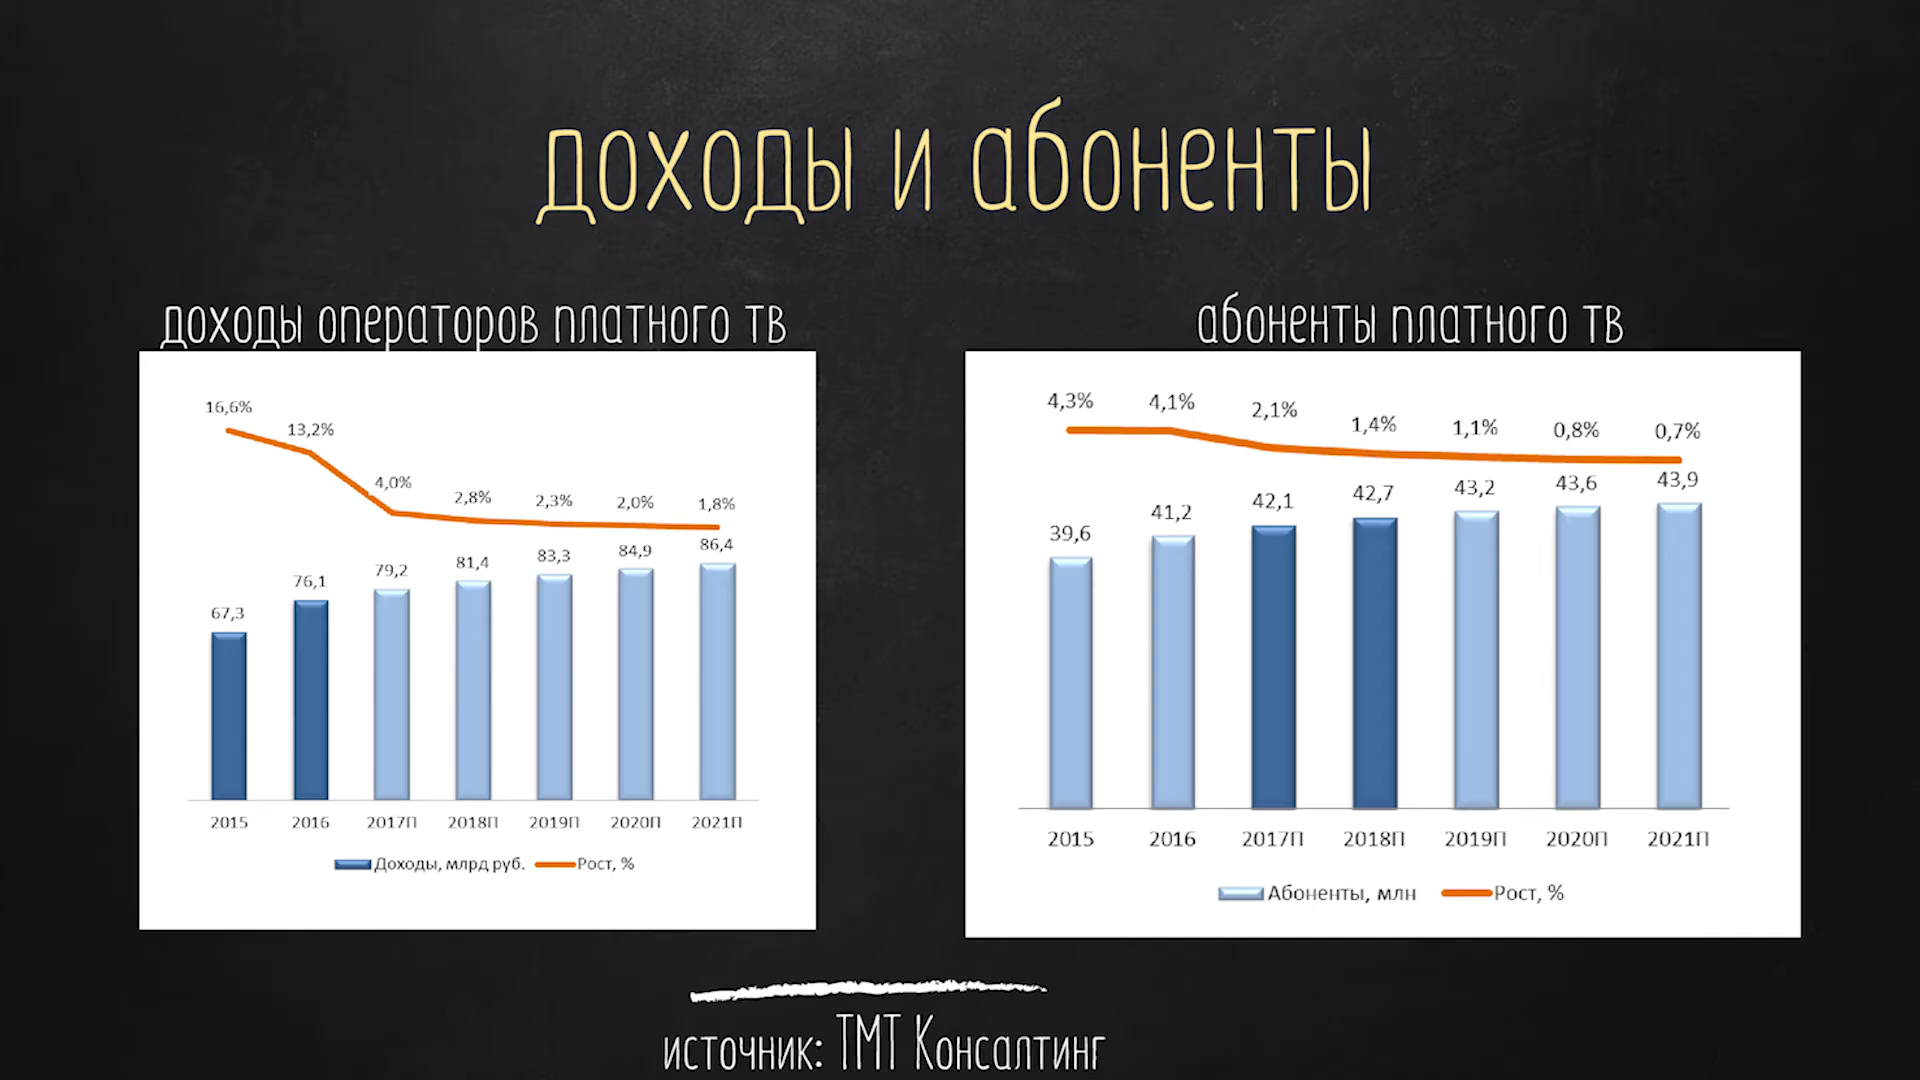 доходы и абоненты
доходы операторов платного тв
16,6%
13,2%
4,0%
2,8%
2,3%
2,0%
1,8%
67,3
76,1
79,2
81,4
83,3
84,9
86,4
2015
2016
2017П
2018П
2019П
2020П
2021П
Доходы, млрд руб.
Рост, %
абоненты платного тв
4,3%
4,1%
2,1%
1,4%
1,1%
0,8%
0,7%
39,6
41,2
42,1
42,7
43,2
43,6
43,9
2015
2016
2017П
2018П
2019П
2020П
2021П
Абоненты, млн
Рост, %
источник: ТМТ Консалтинг